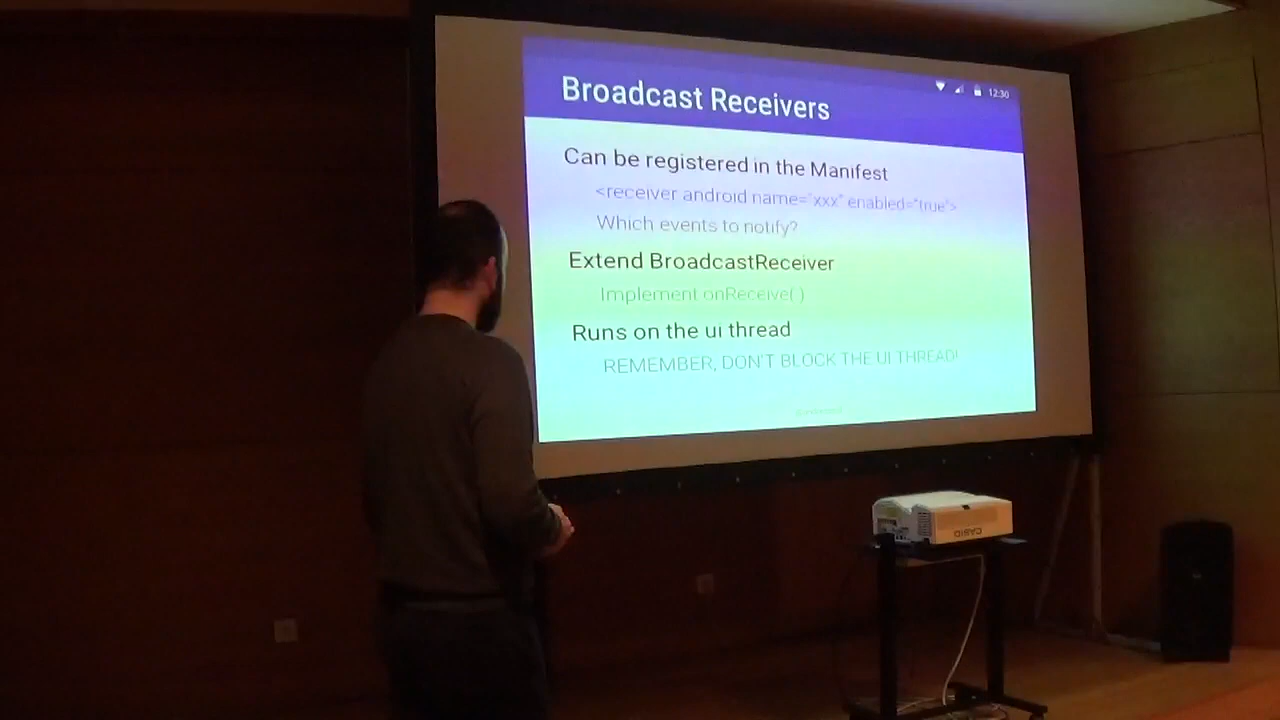 Broadcast Receivers
12:30
Can be registered in the Manifest
<receiver android name="xxx" enabled="true">
Which events to notify?
Extend BroadcastReceiver
Implement onReceive( )
Runs on the ui thread
REMEMBER, DON'T BLOCK THE UI THREAD!
CASIO